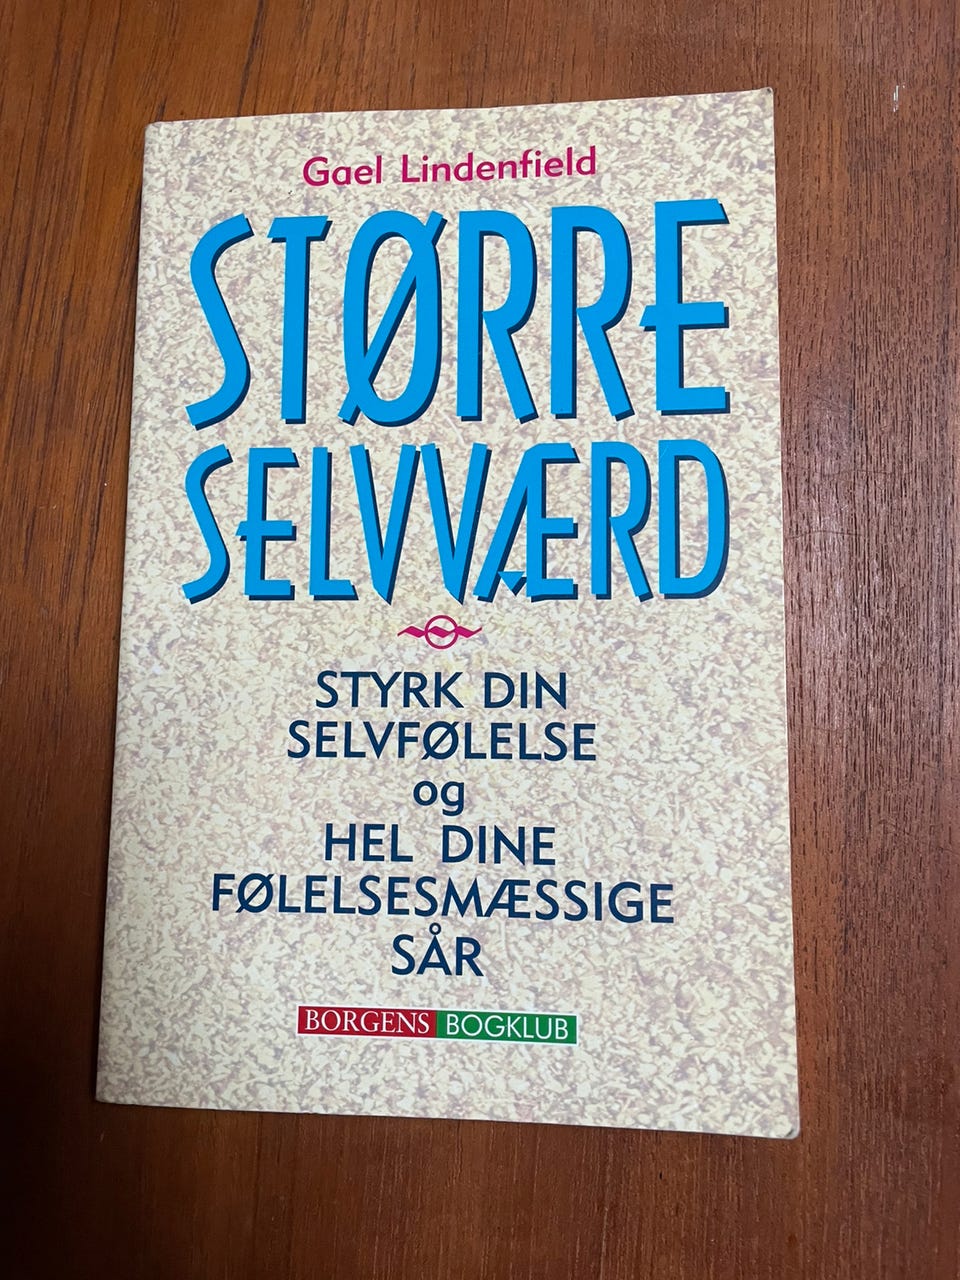 Gael Lindenfield
STØRRE
SELVVÆRD
STYRK DIN
SELVFØLELSE
og
HEL DINE
FØLELSESMÆSSIGE
SÅR
BORGENS BOGKLUB